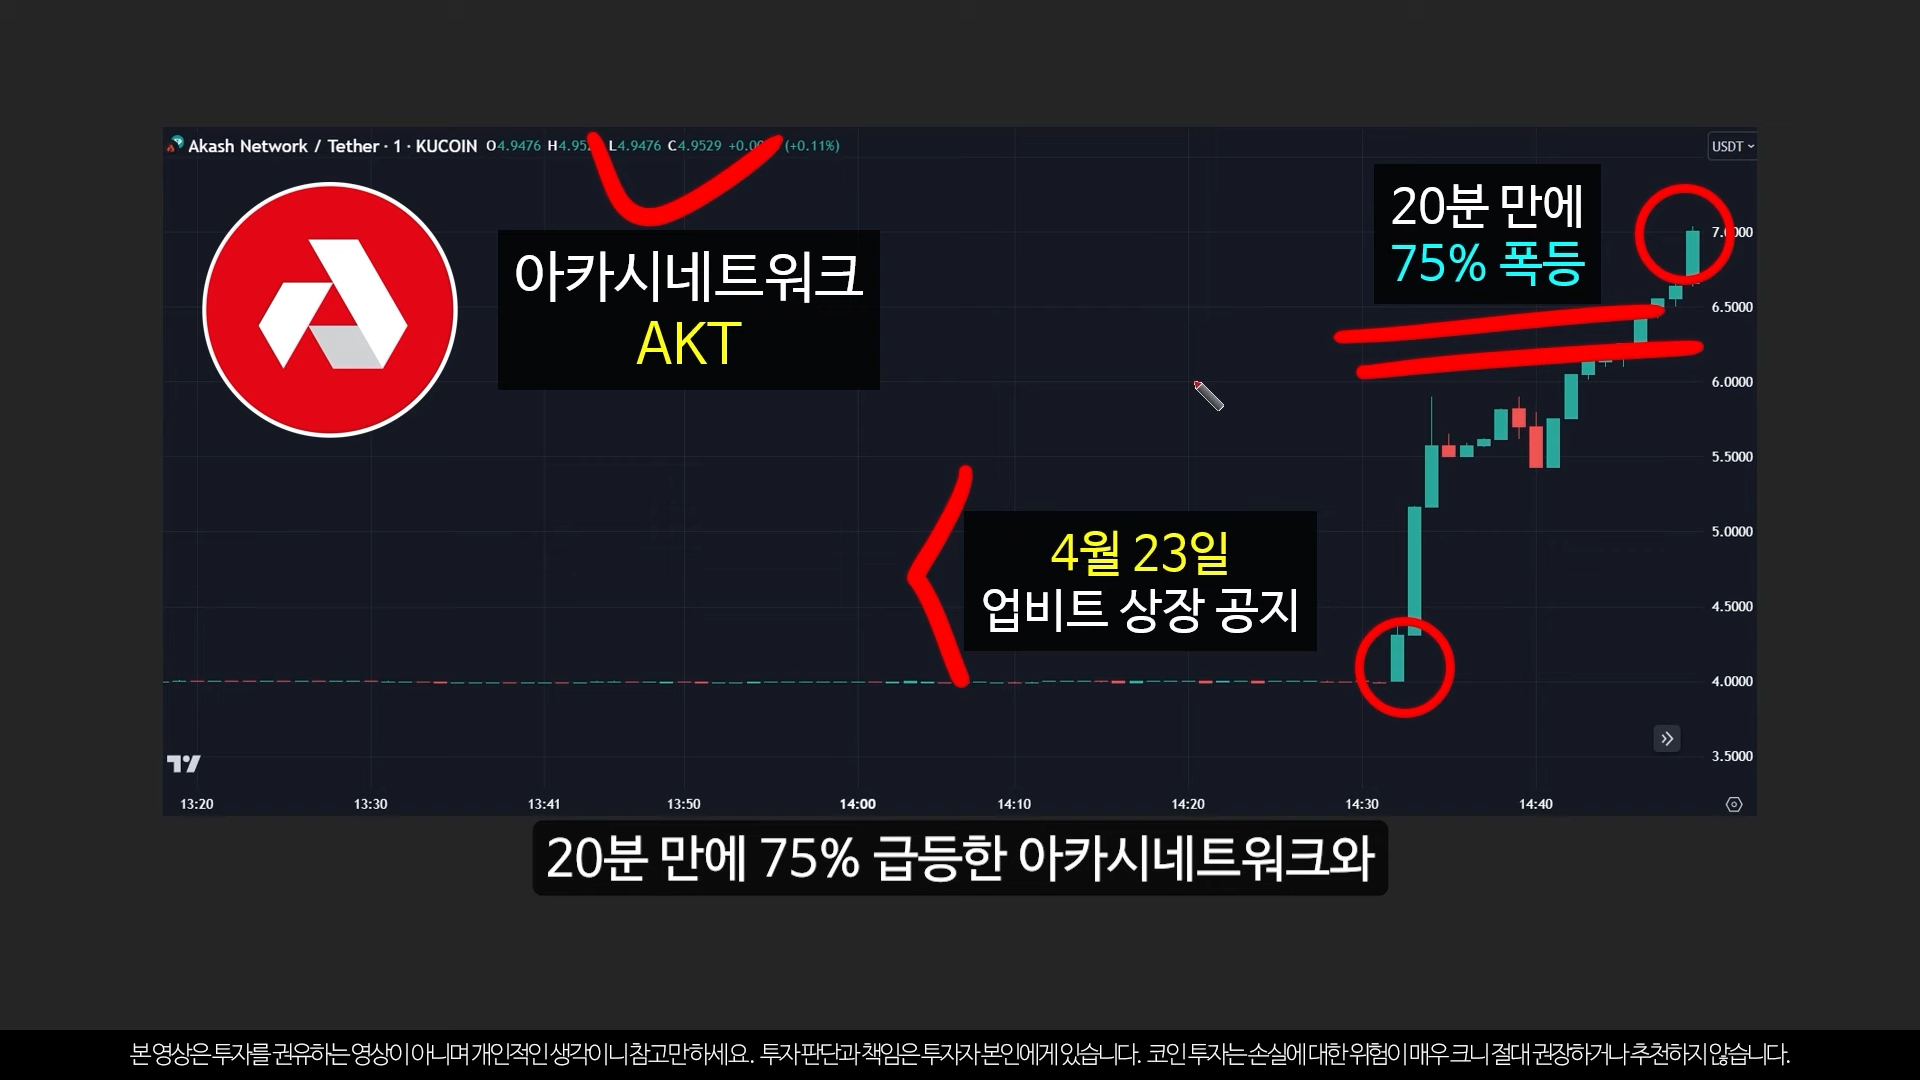 Akash Network / Tether · 1 · KUCOIN O4.9476 H4.95 L4.9476 C4.9529 +0.00 (+0.11%)
USDT
아카시네트워크
AKT
20분 만에
75% 폭등
4월 23일
업비트 상장 공지
7.0000
6.5000
6.0000
5.5000
5.0000
4.5000
4.0000
3.5000
13:20 13:30 13:41 13:50 14:00 14:10 14:20 14:30 14:40
20분 만에 75% 급등한 아카시네트워크와
본 영상은 투자를 권유하는 영상이 아니며 개인적인 생각이니 참고만 하세요. 투자 판단과 책임은 투자자 본인에게 있습니다. 코인 투자는 손실에 대한 위험이 매우 크니 절대 권장하거나 추천하지 않습니다.